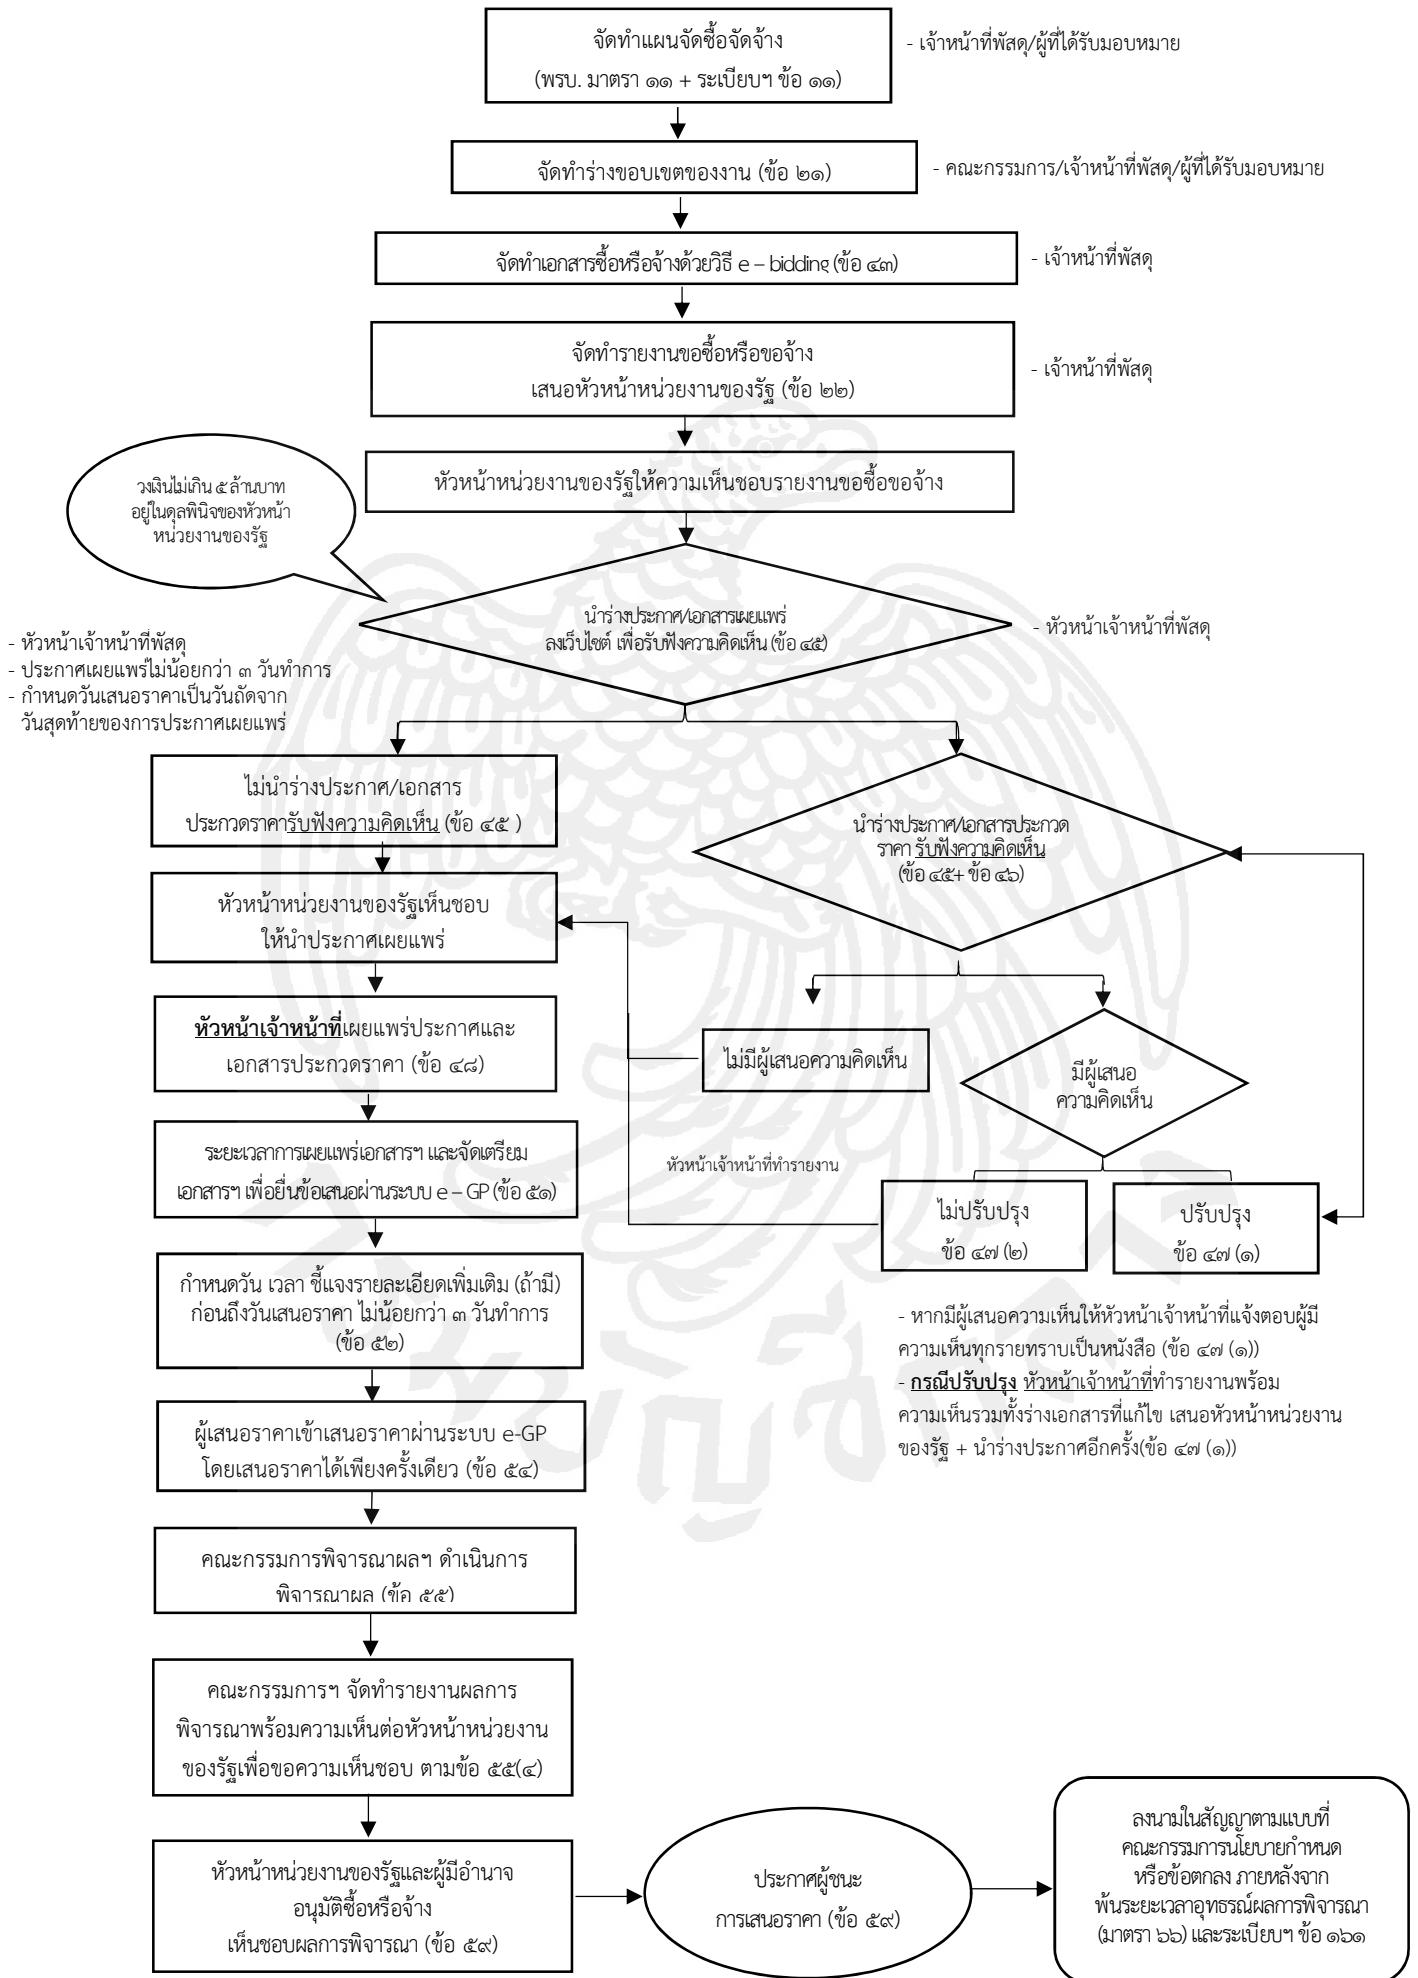 จัดทำแผนจัดซื้อจัดจ้าง
(พรบ. มาตรา ๑๑ + ระเบียบฯ ข้อ ๑๑)
- เจ้าหน้าที่พัสดุ/ผู้ที่ได้รับมอบหมาย
จัดทำร่างขอบเขตของงาน (ข้อ ๒๑)
- คณะกรรมการ/เจ้าหน้าที่พัสดุ/ผู้ที่ได้รับมอบหมาย
จัดทำเอกสารซื้อหรือจ้างด้วยวิธี e – bidding (ข้อ ๔๓)
- เจ้าหน้าที่พัสดุ
จัดทำรายงานขอซื้อหรือขอจ้าง
เสนอหัวหน้าหน่วยงานของรัฐ (ข้อ ๒๒)
- เจ้าหน้าที่พัสดุ
หัวหน้าหน่วยงานของรัฐให้ความเห็นชอบรายงานขอซื้อขอจ้าง
วงเงินไม่เกิน ๕ ล้านบาท
อยู่ในดุลพินิจของหัวหน้า
หน่วยงานของรัฐ
นำร่างประกาศ/เอกสารเผยแพร่
ลงเว็บไซต์ เพื่อรับฟังความคิดเห็น (ข้อ ๔๕)
- หัวหน้าเจ้าหน้าที่พัสดุ
- หัวหน้าเจ้าหน้าที่พัสดุ
- ประกาศเผยแพร่ไม่น้อยกว่า ๓ วันทำการ
- กำหนดวันเสนอราคาเป็นวันถัดจาก
วันสุดท้ายของการประกาศเผยแพร่
ไม่นำร่างประกาศ/เอกสาร
ประกวดราคารับฟังความคิดเห็น (ข้อ ๔๕ )
นำร่างประกาศ/เอกสารประกวด
ราคา รับฟังความคิดเห็น
(ข้อ ๔๕+ ข้อ ๔๖)
หัวหน้าหน่วยงานของรัฐเห็นชอบ
ให้นำประกาศเผยแพร่
หัวหน้าเจ้าหน้าที่เผยแพร่ประกาศและ
เอกสารประกวดราคา (ข้อ ๔๘)
ไม่มีผู้เสนอความคิดเห็น
มีผู้เสนอ
ความคิดเห็น
ระยะเวลาการเผยแพร่เอกสารฯ และจัดเตรียม
เอกสารฯ เพื่อยื่นข้อเสนอผ่านระบบ e – GP (ข้อ ๕๑)
หัวหน้าเจ้าหน้าที่ทำรายงาน
ไม่ปรับปรุง
ข้อ ๔๗ (๒)
ปรับปรุง
ข้อ ๔๗ (๑)
กำหนดวัน เวลา ชี้แจงรายละเอียดเพิ่มเติม (ถ้ามี)
ก่อนถึงวันเสนอราคา ไม่น้อยกว่า ๓ วันทำการ
(ข้อ ๕๒)
- หากมีผู้เสนอความเห็นให้หัวหน้าเจ้าหน้าที่แจ้งตอบผู้มี
ความเห็นทุกรายทราบเป็นหนังสือ (ข้อ ๔๗ (๑))
- กรณีปรับปรุง หัวหน้าเจ้าหน้าที่ทำรายงานพร้อม
ความเห็นรวมทั้งร่างเอกสารที่แก้ไข เสนอหัวหน้าหน่วยงาน
ของรัฐ + นำร่างประกาศอีกครั้ง(ข้อ ๔๗ (๑))
ผู้เสนอราคาเข้าเสนอราคาผ่านระบบ e-GP
โดยเสนอราคาได้เพียงครั้งเดียว (ข้อ ๕๔)
คณะกรรมการพิจารณาผลฯ ดำเนินการ
พิจารณาผล (ข้อ ๕๕)
คณะกรรมการฯ จัดทำรายงานผลการ
พิจารณาพร้อมความเห็นต่อหัวหน้าหน่วยงาน
ของรัฐเพื่อขอความเห็นชอบ ตามข้อ ๕๕(๔)
หัวหน้าหน่วยงานของรัฐและผู้มีอำนาจ
อนุมัติซื้อหรือจ้าง
เห็นชอบผลการพิจารณา (ข้อ ๕๙)
ประกาศผู้ชนะ
การเสนอราคา (ข้อ ๕๙)
ลงนามในสัญญาตามแบบที่
คณะกรรมการนโยบายกำหนด
หรือข้อตกลง ภายหลังจาก
พ้นระยะเวลาอุทธรณ์ผลการพิจารณา
(มาตรา ๖๖) และระเบียบฯ ข้อ ๑๖๑
กรมบัญชีกลาง